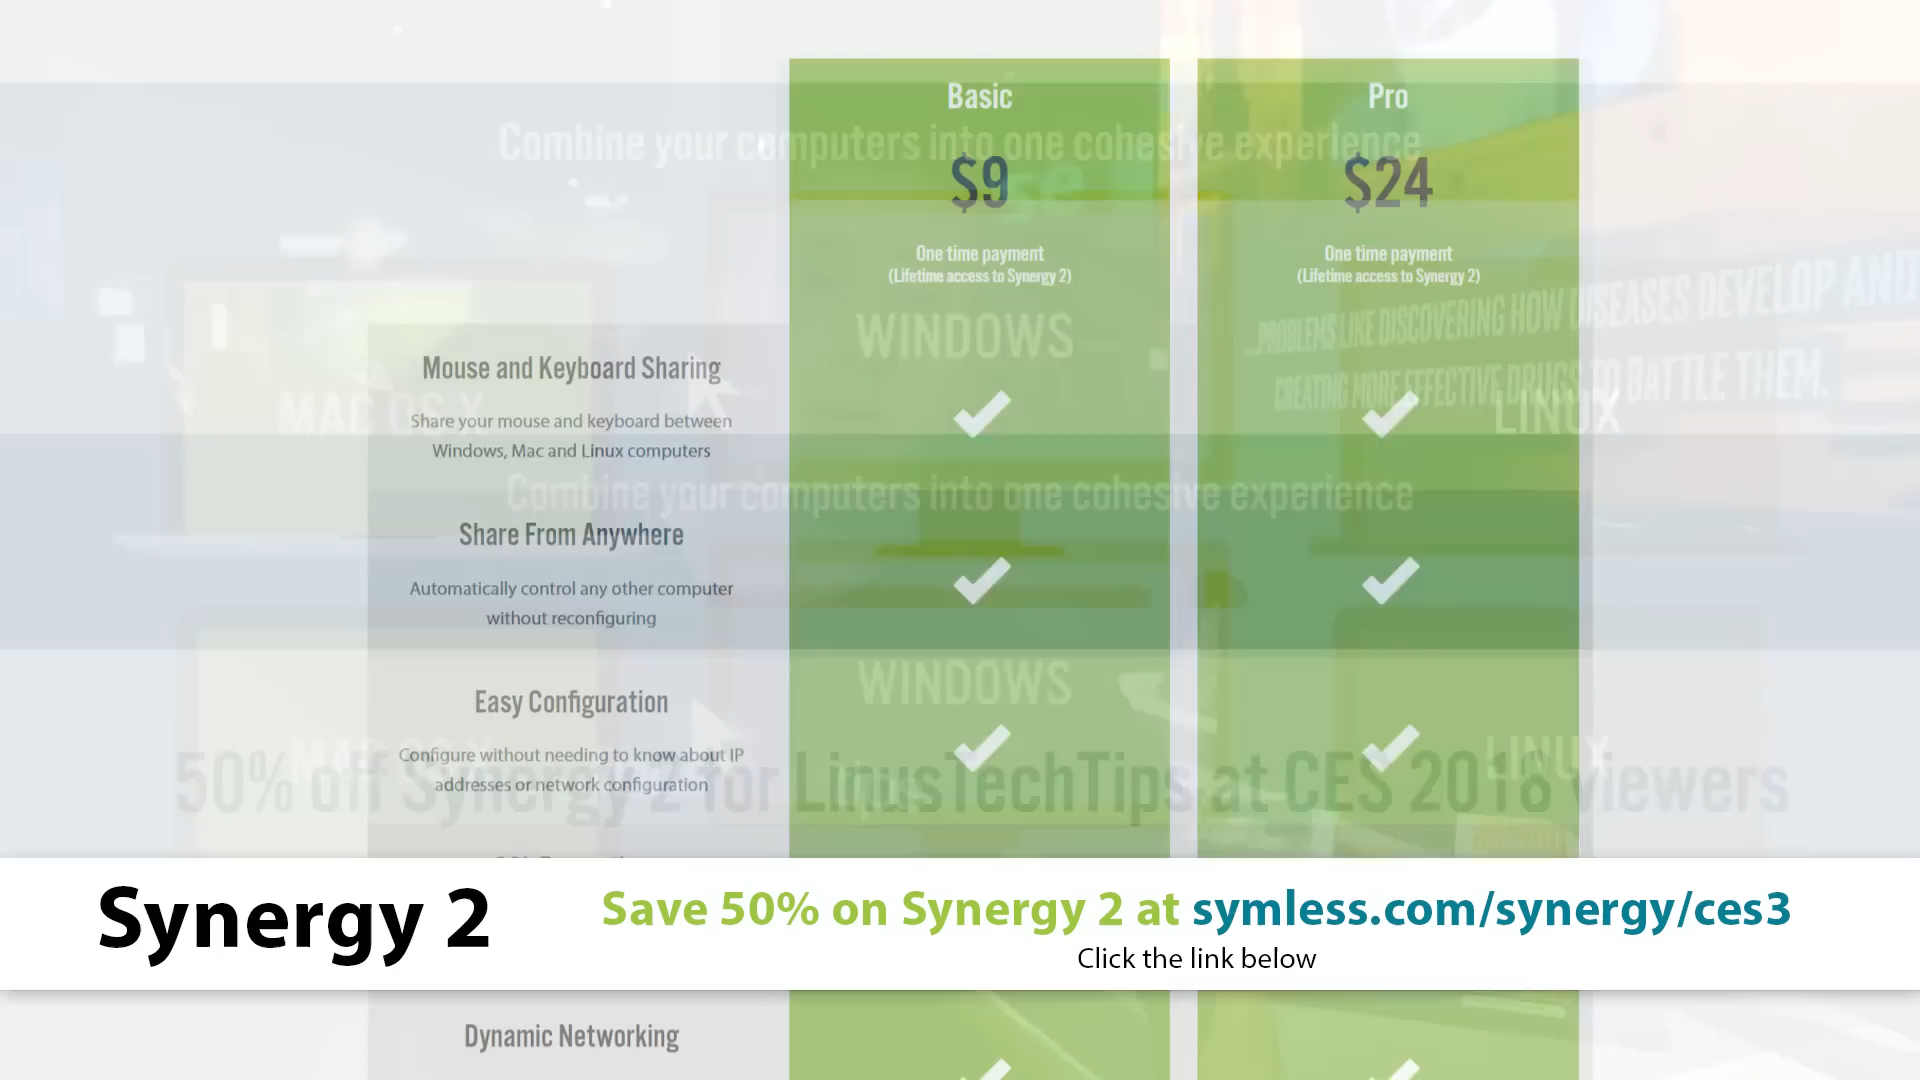 Basic
Pro
Combine your computers into one cohesive experience
$9
$24
se
One time payment
(Lifetime access to Synergy 2)
One time payment
(Lifetime access to Synergy 2)
...PROBLEMS LIKE DISCOVERING HOW DISEASES DEVELOP AND
CREATING MORE EFFECTIVE DRUGS TO BATTLE THEM.
WINDOWS
MAC OS X
LINUX
Mouse and Keyboard Sharing
Share your mouse and keyboard between
Windows, Mac and Linux computers
Combine your computers into one cohesive experience
Share From Anywhere
Automatically control any other computer
without reconfiguring
WINDOWS
LINUX
Easy Configuration
Configure without needing to know about IP
addresses or network configuration
50% off Synergy 2 for LinusTechTips at CES 2018 viewers
Synergy 2
Save 50% on Synergy 2 at symless.com/synergy/ces3
Click the link below
Dynamic Networking